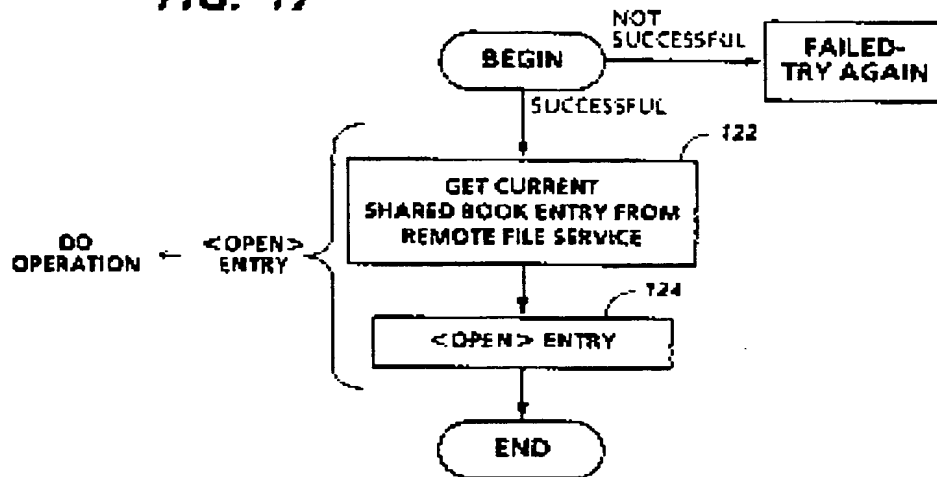 NOT
SUCCESSFUL
BEGIN
FAILED-
TRY AGAIN
SUCCESSFUL
122
GET CURRENT
SHARED BOOK ENTRY FROM
REMOTE FILE SERVICE
DO
OPERATION ← <OPEN>
ENTRY
124
<OPEN> ENTRY
END